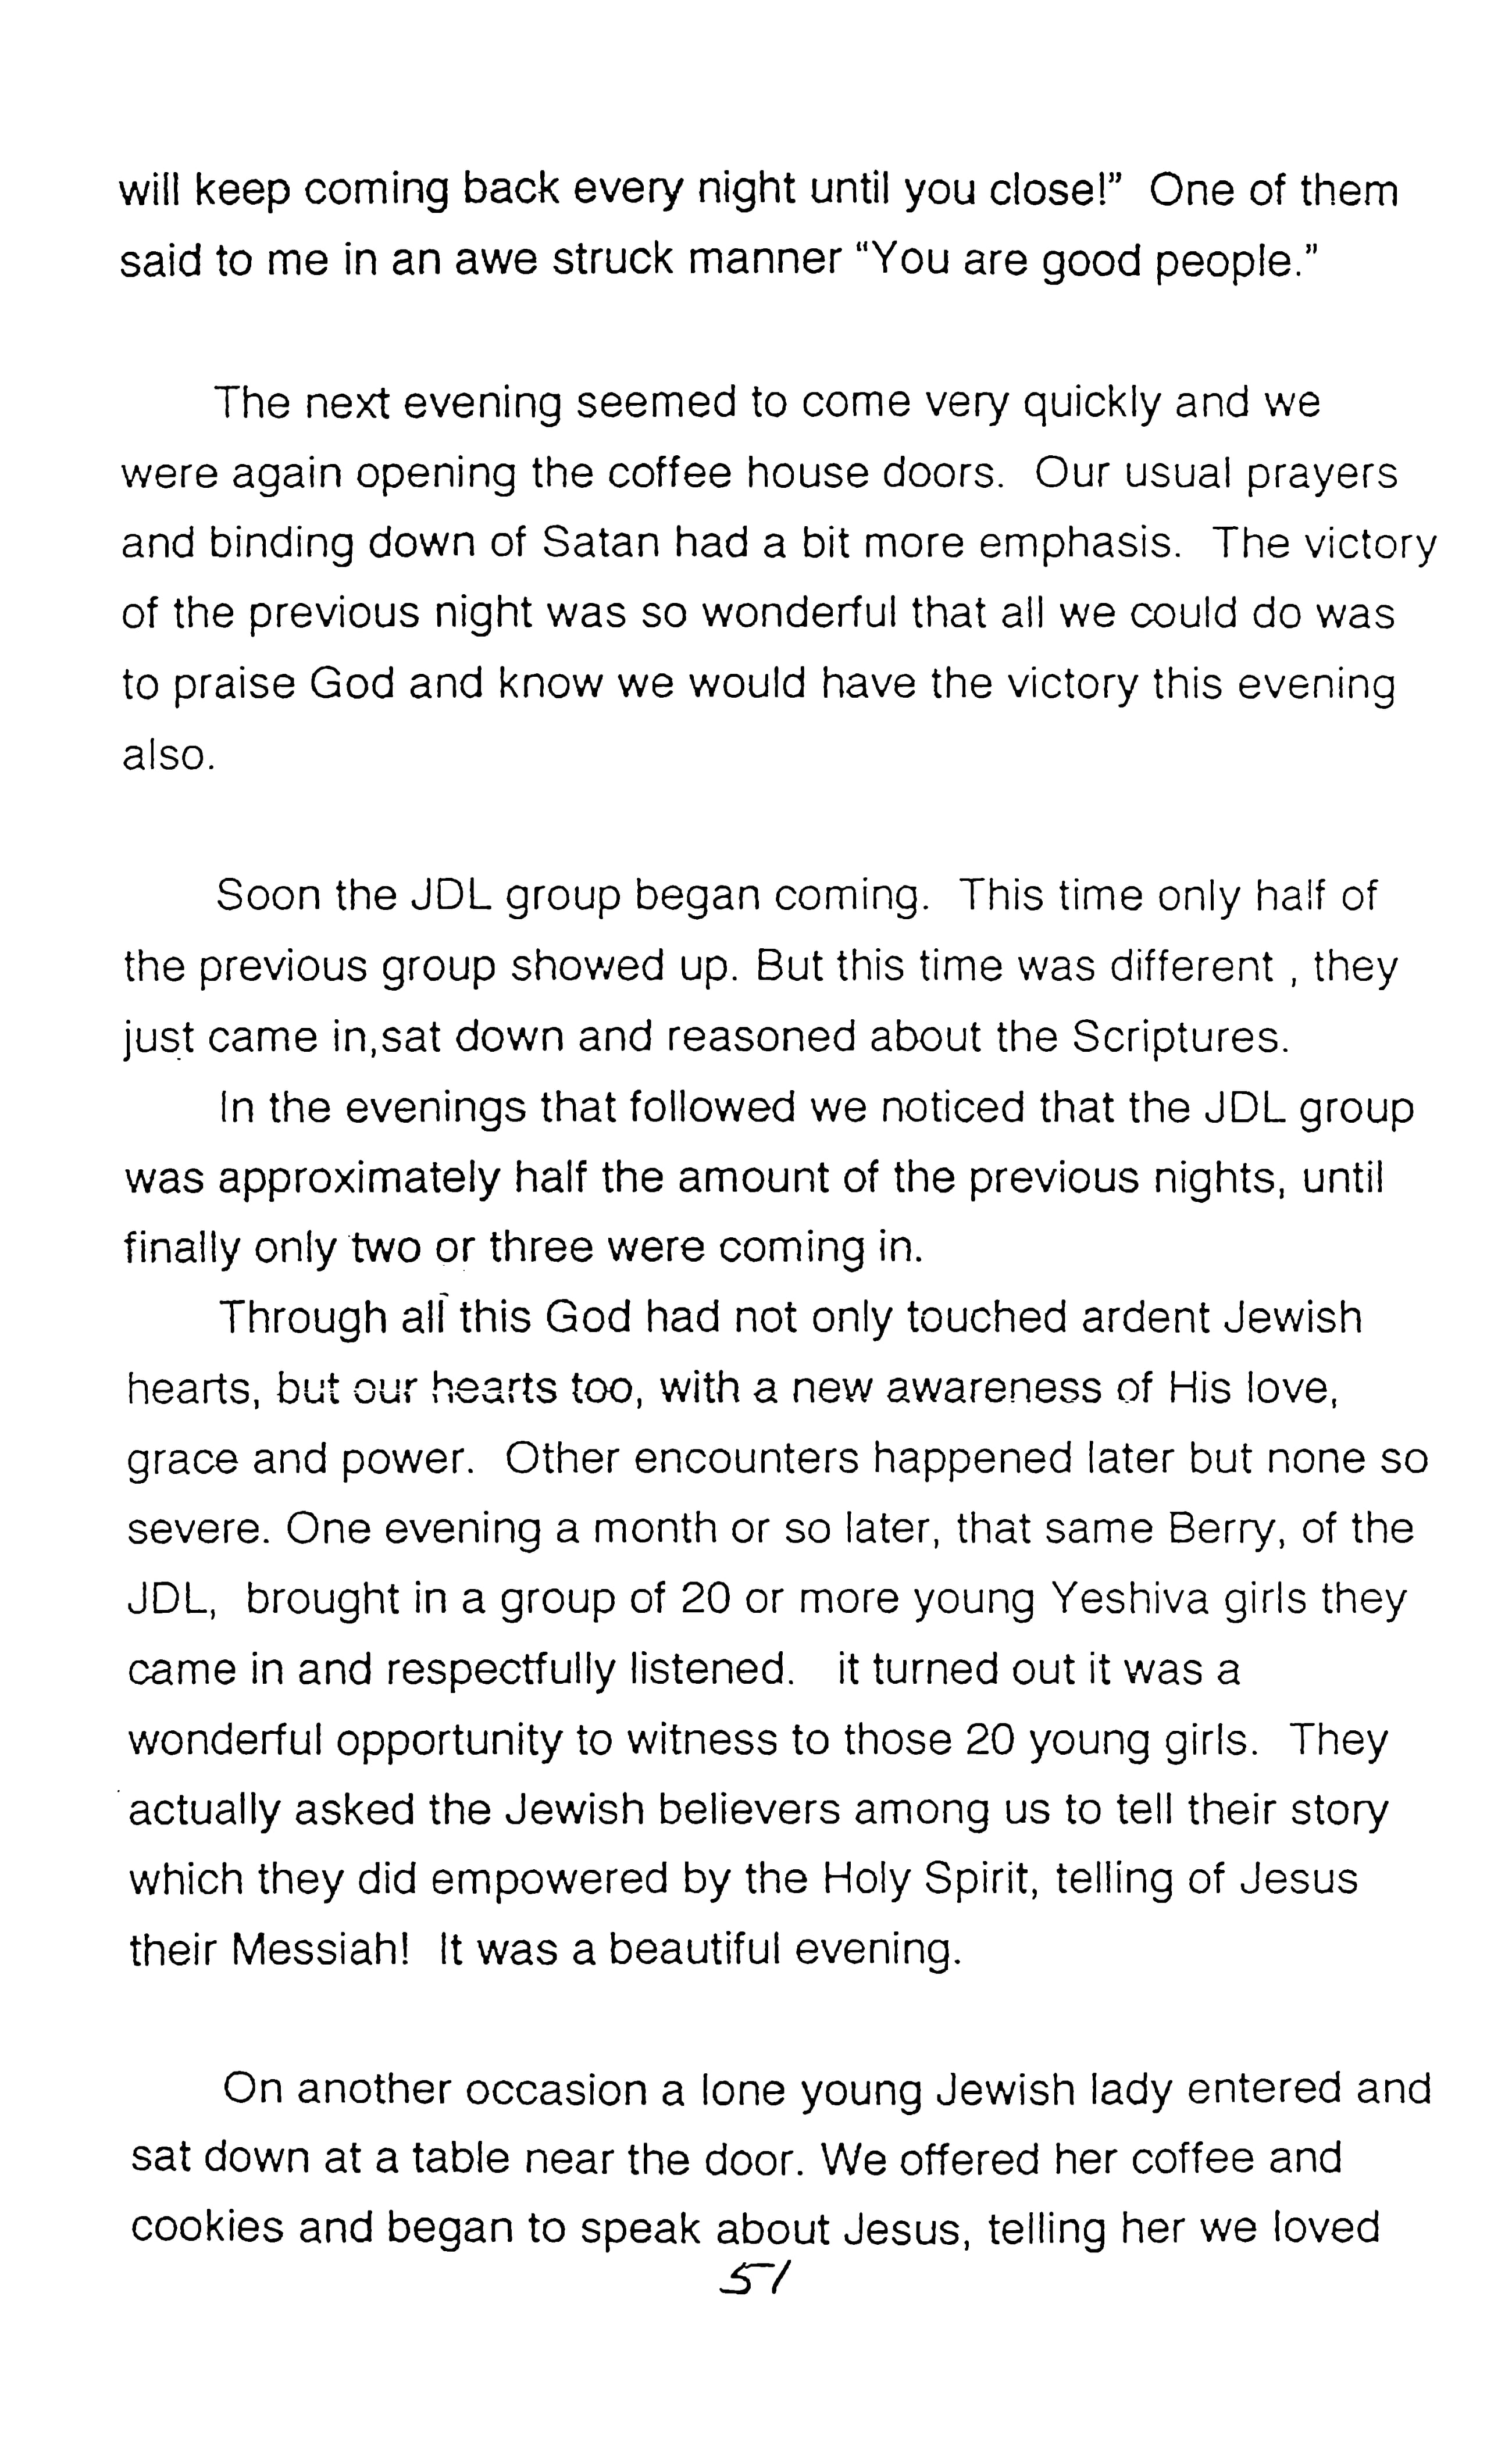 will keep coming back every night until you close!” One of them
said to me in an awe struck manner “You are good people.”
The next evening seemed to come very quickly and we
were again opening the coffee house doors. Our usual prayers
and binding down of Satan had a bit more emphasis. The victory
of the previous night was so wonderful that all we could do was
to praise God and know we would have the victory this evening
also.
Soon the JDL group began coming. This time only half of
the previous group showed up. But this time was different , they
just came in,sat down and reasoned about the Scriptures.
In the evenings that followed we noticed that the JDL group
was approximately half the amount of the previous nights, until
finally only two or three were coming in.
Through all this God had not only touched ardent Jewish
hearts, but our hearts too, with a new awareness of His love,
grace and power. Other encounters happened later but none so
severe. One evening a month or so later, that same Berry, of the
JDL, brought in a group of 20 or more young Yeshiva girls they
came in and respectfully listened. it turned out it was a
wonderful opportunity to witness to those 20 young girls. They
actually asked the Jewish believers among us to tell their story
which they did empowered by the Holy Spirit, telling of Jesus
their Messiah! It was a beautiful evening.
On another occasion a lone young Jewish lady entered and
sat down at a table near the door. We offered her coffee and
cookies and began to speak about Jesus, telling her we loved
51